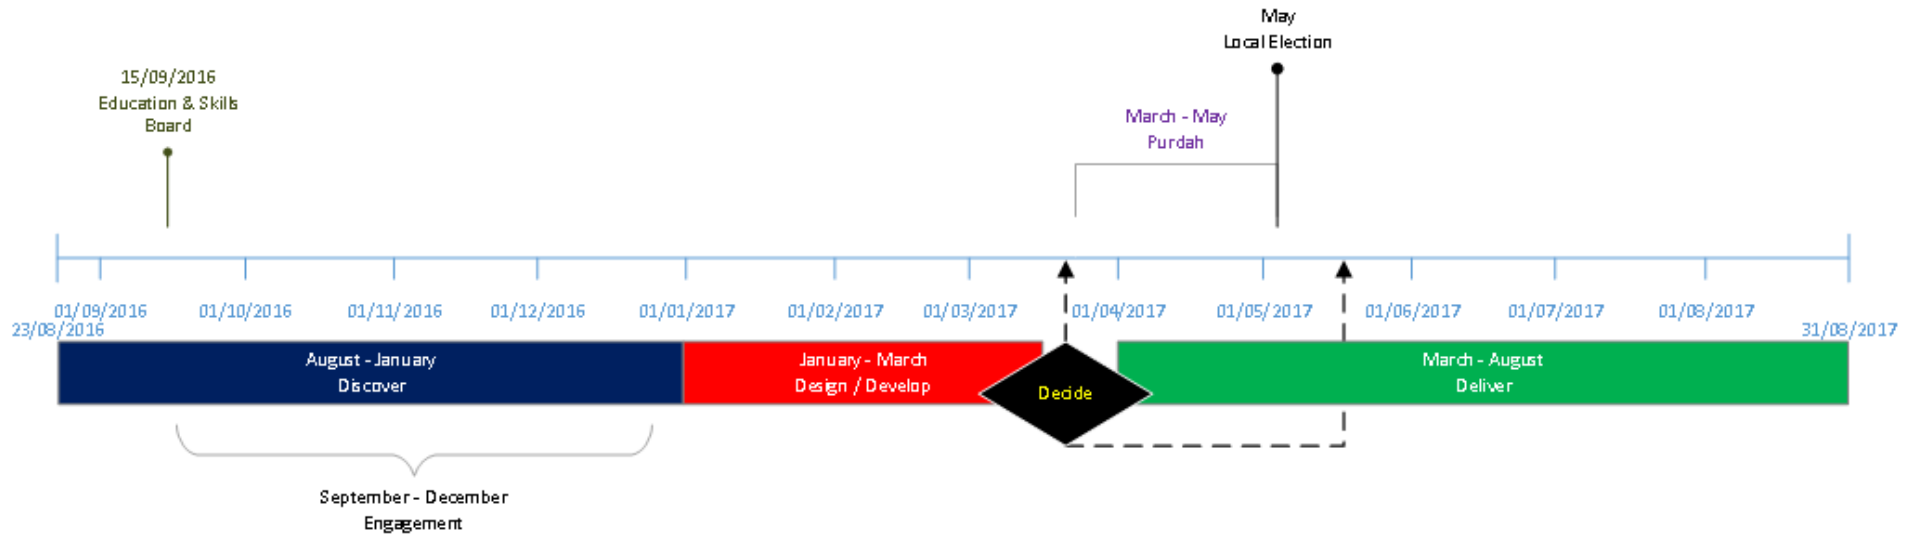 May
Local Election
15/09/2016
Education & Skills
Board
March - May
Purdah
01/09/2016
01/10/2016
01/11/2016
01/12/2016
01/01/2017
01/02/2017
01/03/2017
01/04/2017
01/05/2017
01/06/2017
01/07/2017
01/08/2017
23/08/2016
31/08/2017
August - January
Discover
January - March
Design / Develop
Decide
March - August
Deliver
September - December
Engagement